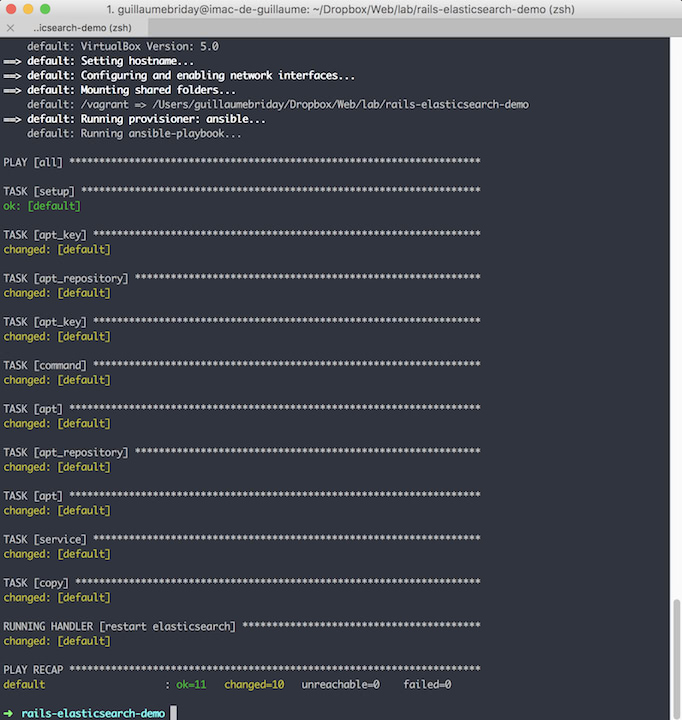 1. guillaumebriday@imac-de-guillaume: ~/Dropbox/Web/lab/rails-elasticsearch-demo (zsh)
..icsearch-demo (zsh)
default: VirtualBox Version: 5.0
==> default: Setting hostname...
==> default: Configuring and enabling network interfaces...
==> default: Mounting shared folders...
default: /vagrant => /Users/guillaumebriday/Dropbox/Web/lab/rails-elasticsearch-demo
==> default: Running provisioner: ansible...
default: Running ansible-playbook...
PLAY [all] *********************************************************************
TASK [setup] *******************************************************************
ok: [default]
TASK [apt_key] *****************************************************************
changed: [default]
TASK [apt_repository] **********************************************************
changed: [default]
TASK [apt_key] *****************************************************************
changed: [default]
TASK [command] *****************************************************************
changed: [default]
TASK [apt] *********************************************************************
changed: [default]
TASK [apt_repository] **********************************************************
changed: [default]
TASK [apt] *********************************************************************
changed: [default]
TASK [service] *****************************************************************
changed: [default]
TASK [copy] ********************************************************************
changed: [default]
RUNNING HANDLER [restart elasticsearch] ****************************************
changed: [default]
PLAY RECAP *********************************************************************
default                    : ok=11   changed=10   unreachable=0    failed=0
➜ rails-elasticsearch-demo